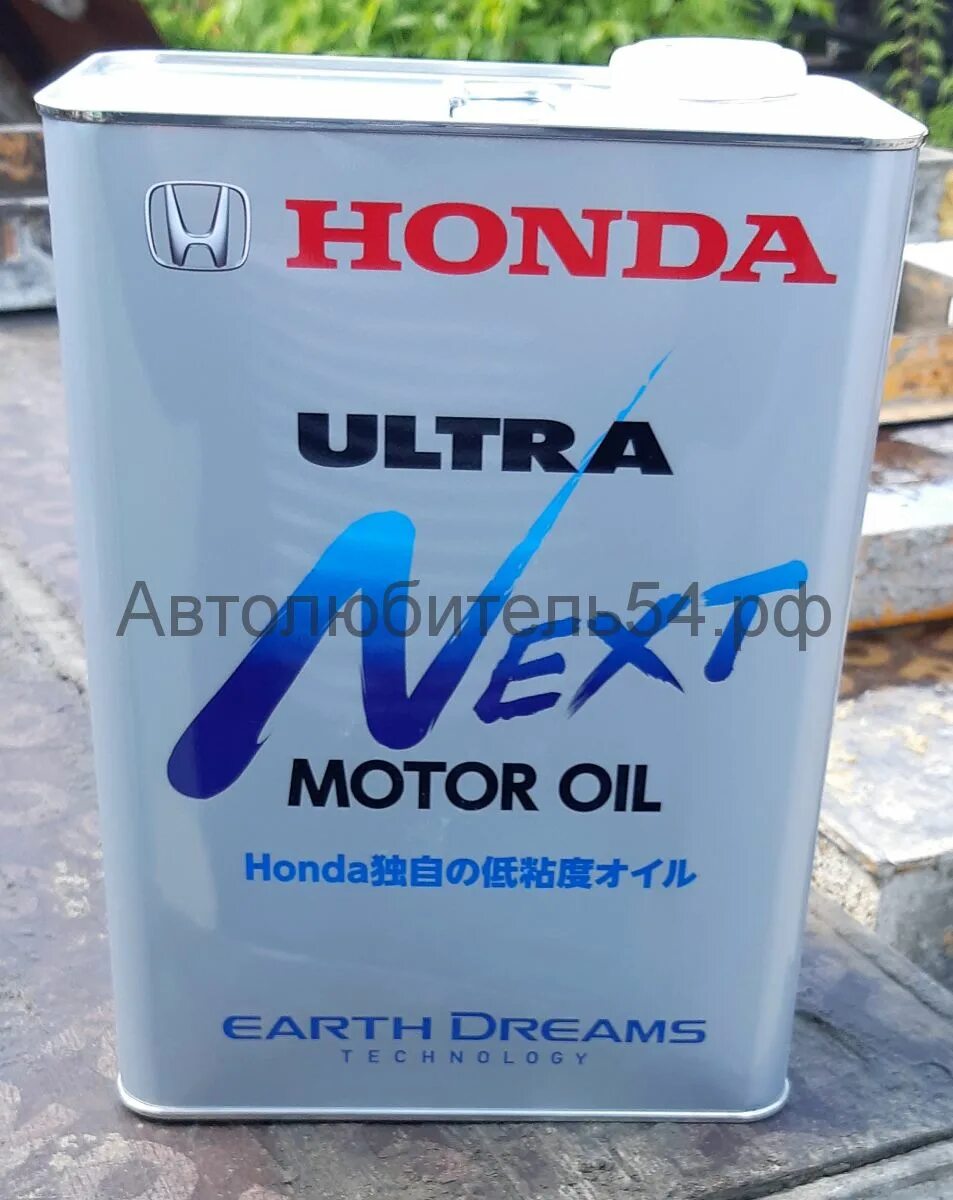 HONDA
ULTRA
NEXT
Автолюбитель54.рф
MOTOR OIL
Honda独自の低粘度オイル
EARTH DREAMS
TECHNOLOGY